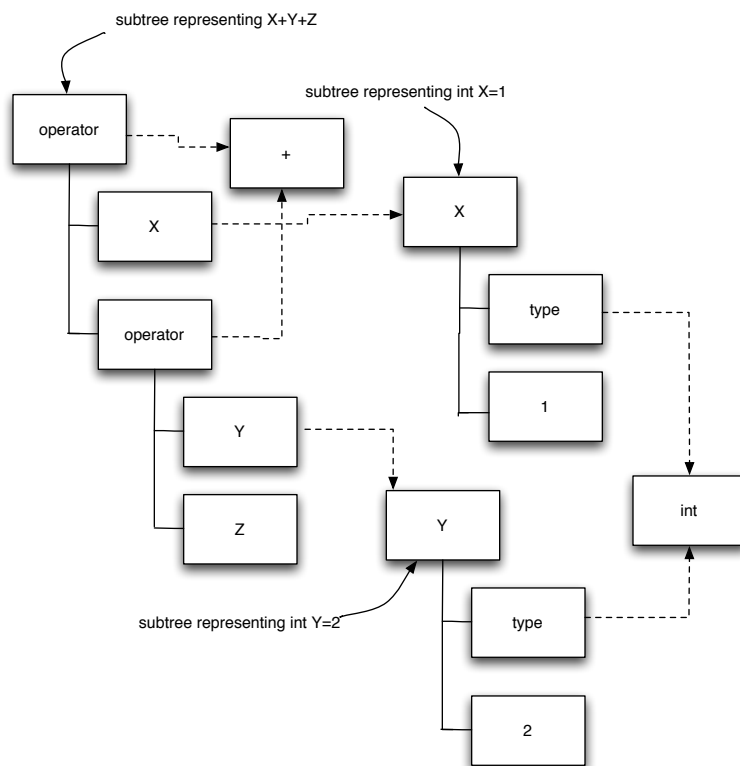 subtree representing X+Y+Z
operator
+
subtree representing int X=1
X
X
operator
type
1
Y
Z
Y
int
subtree representing int Y=2
type
2